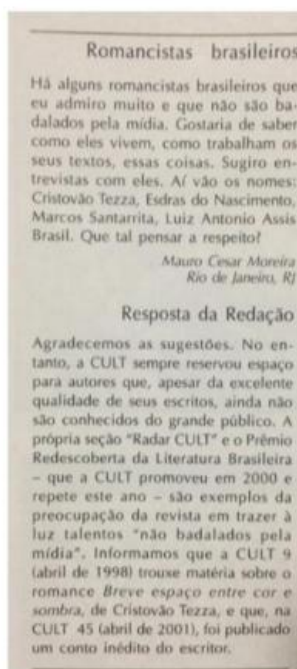 Romancistas brasileiros
Há alguns romancistas brasileiros que
eu admiro muito e que não são ba-
dalados pela mídia. Gostaria de saber
como eles vivem, como trabalham os
seus textos, essas coisas. Sugiro en-
trevistas com eles. Aí vão os nomes:
Cristovão Tezza, Esdras do Nascimento,
Marcos Santarrita, Luiz Antonio Assis
Brasil. Que tal pensar a respeito?
Mauro Cesar Moreira
Rio de Janeiro, RJ
Resposta da Redação
Agradecemos as sugestões. No en-
tanto, a CULT sempre reservou espaço
para autores que, apesar da excelente
qualidade de seus escritos, ainda não
são conhecidos do grande público. A
própria seção "Radar CULT" e o Prêmio
Redescoberta da Literatura Brasileira
– que a CULT promoveu em 2000 e
repete este ano – são exemplos da
preocupação da revista em trazer à
luz talentos "não badalados pela
mídia". Informamos que a CULT 9
(abril de 1998) trouxe matéria sobre o
romance Breve espaço entre cor e
sombra, de Cristovão Tezza, e que, na
CULT 45 (abril de 2001), foi publicado
um conto inédito do escritor.